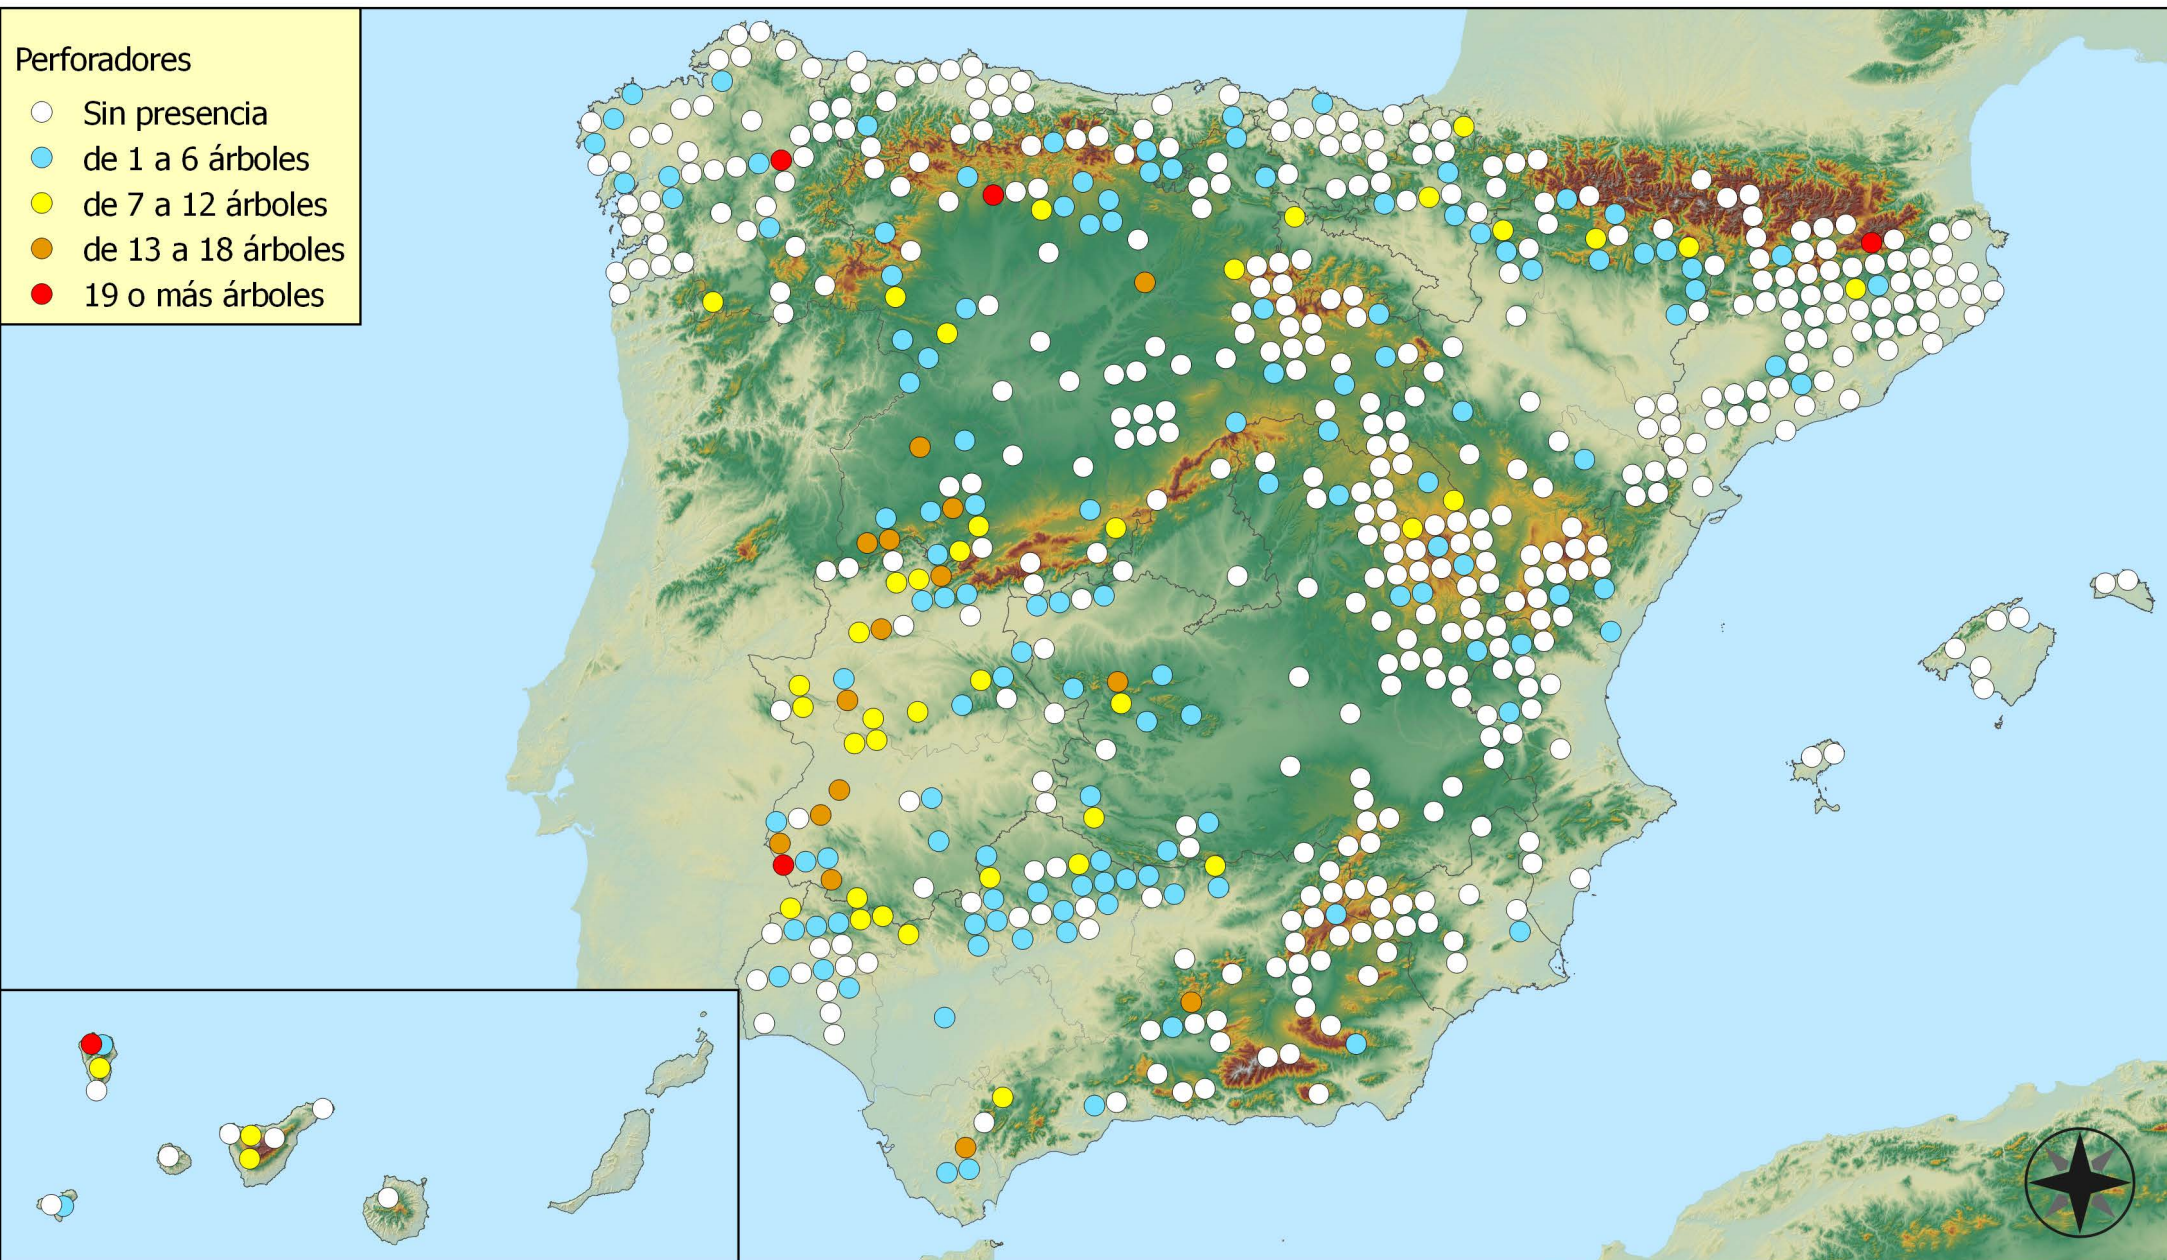 Perforadores
Sin presencia
de 1 a 6 árboles
de 7 a 12 árboles
de 13 a 18 árboles
19 o más árboles